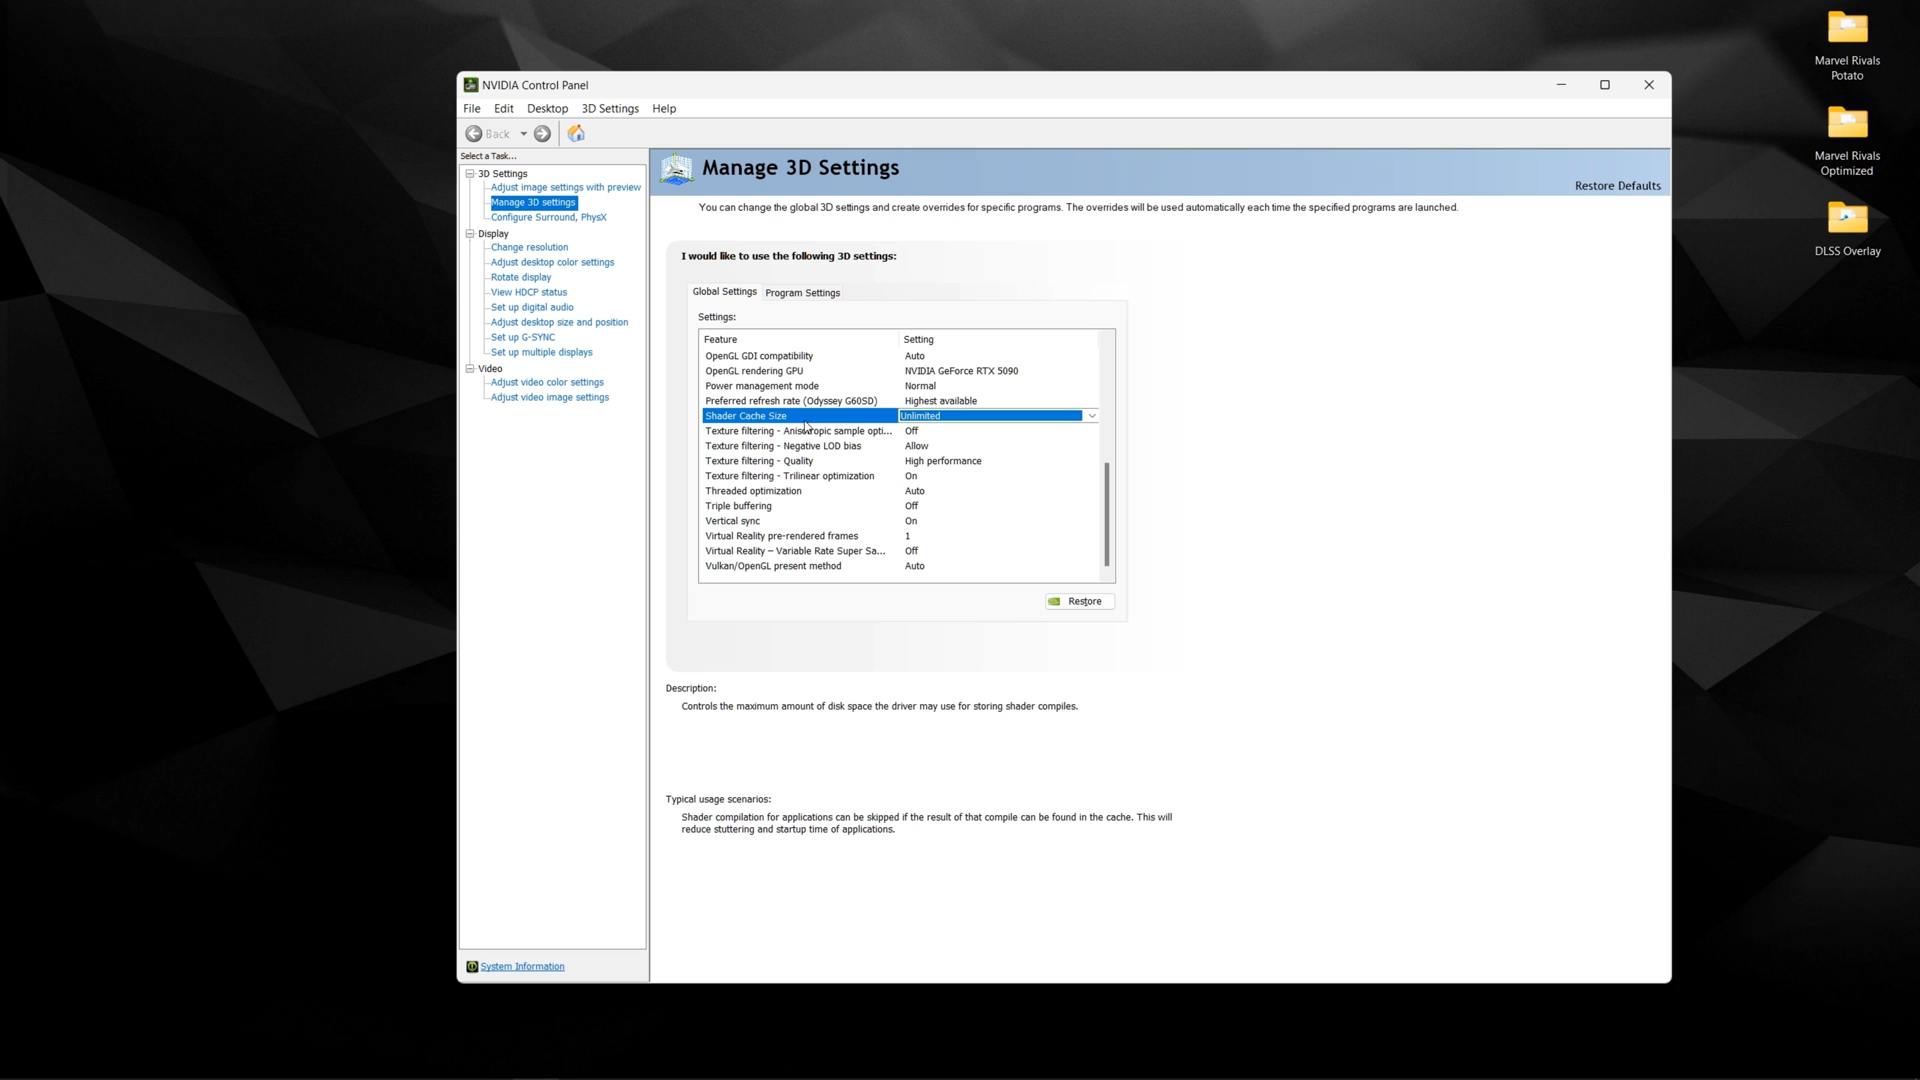 Marvel Rivals
Potato
Marvel Rivals
Optimized
DLSS Overlay
NVIDIA Control Panel
File Edit Desktop 3D Settings Help
Back
Select a Task...
3D Settings
Adjust image settings with preview
Manage 3D settings
Configure Surround, PhysX
Display
Change resolution
Adjust desktop color settings
Rotate display
View HDCP status
Set up digital audio
Adjust desktop size and position
Set up G-SYNC
Set up multiple displays
Video
Adjust video color settings
Adjust video image settings
System Information
Manage 3D Settings
Restore Defaults
You can change the global 3D settings and create overrides for specific programs. The overrides will be used automatically each time the specified programs are launched.
I would like to use the following 3D settings:
Global Settings Program Settings
Settings:
Feature Setting
OpenGL GDI compatibility Auto
OpenGL rendering GPU NVIDIA GeForce RTX 5090
Power management mode Normal
Preferred refresh rate (Odyssey G60SD) Highest available
Shader Cache Size Unlimited
Texture filtering - Anisotropic sample opti... Off
Texture filtering - Negative LOD bias Allow
Texture filtering - Quality High performance
Texture filtering - Trilinear optimization On
Threaded optimization Auto
Triple buffering Off
Vertical sync On
Virtual Reality pre-rendered frames 1
Virtual Reality – Variable Rate Super Sa... Off
Vulkan/OpenGL present method Auto
Restore
Description:
Controls the maximum amount of disk space the driver may use for storing shader compiles.
Typical usage scenarios:
Shader compilation for applications can be skipped if the result of that compile can be found in the cache. This will
reduce stuttering and startup time of applications.